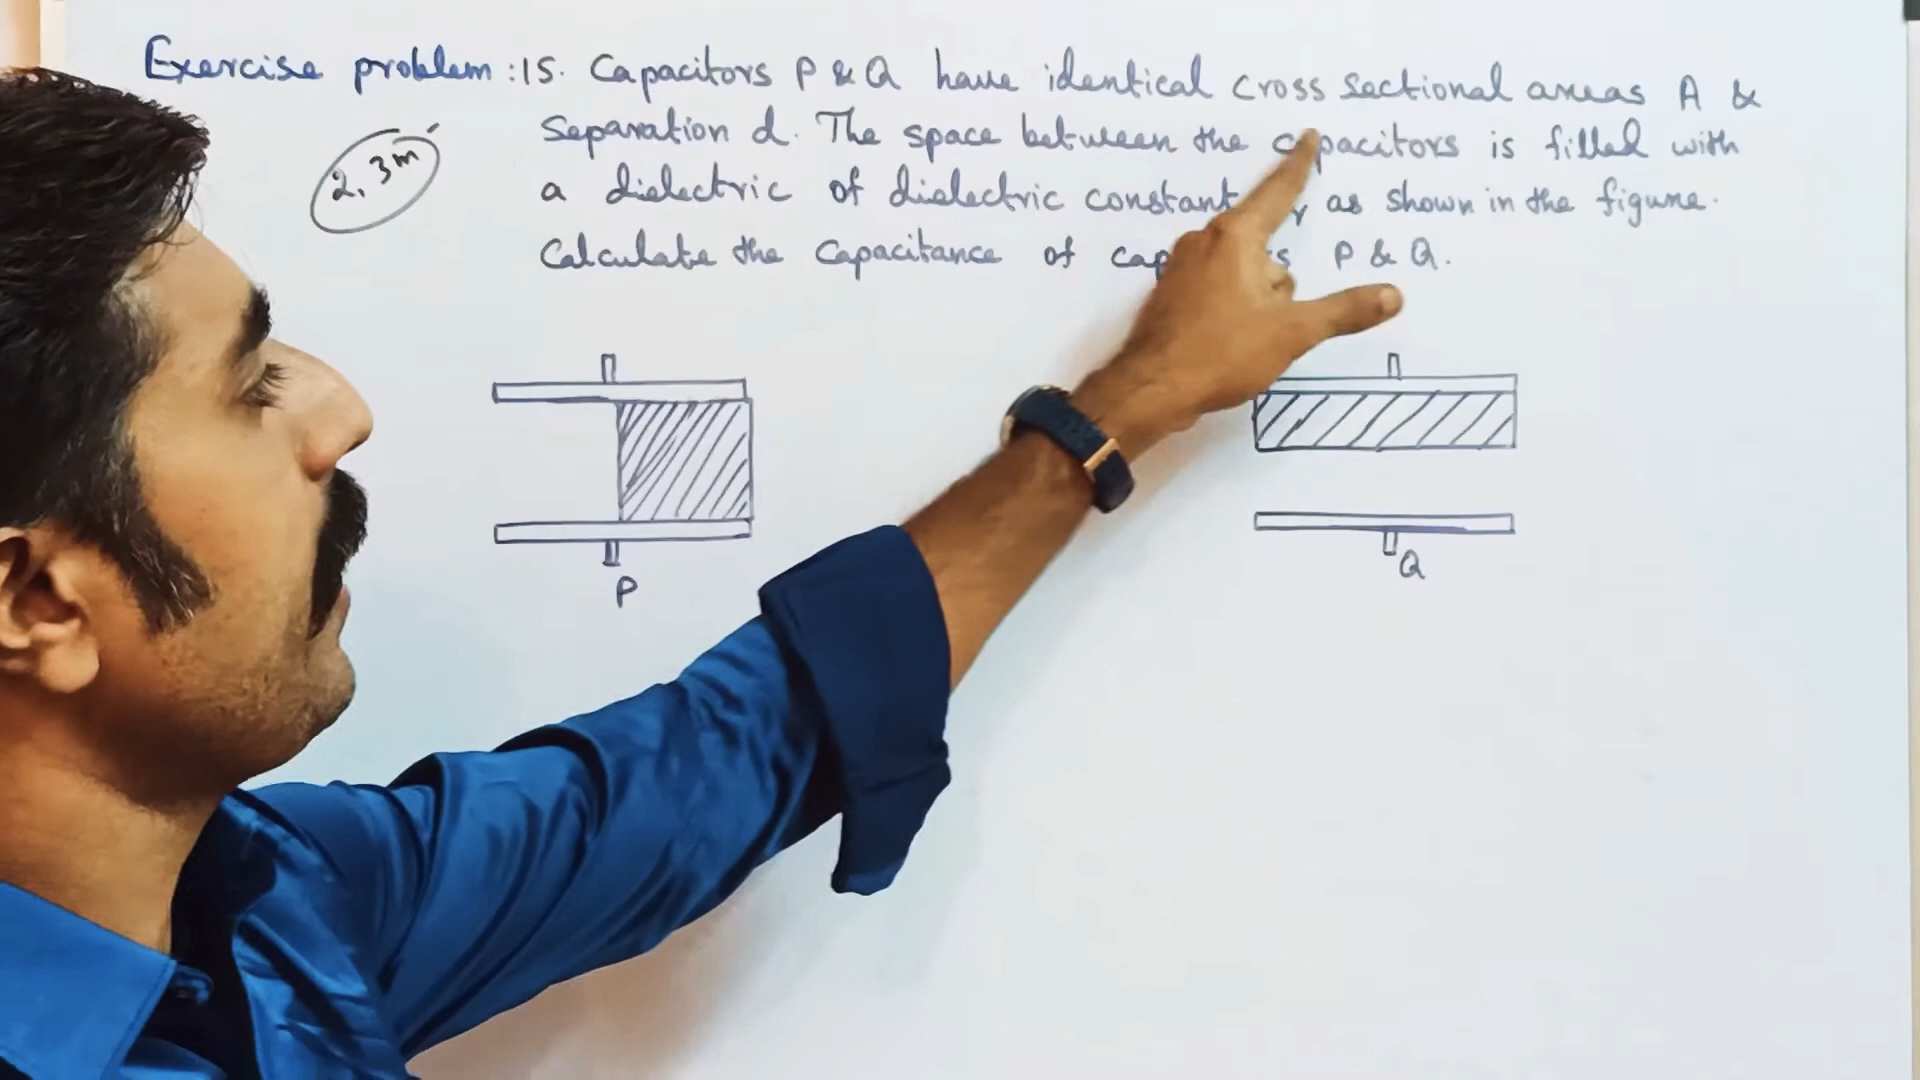 Exercise problem :15. Capacitors P & Q have identical cross sectional areas A &
2, 3m
Separation d. The space between the capacitors is filled with
a dielectric of dielectric constant r as shown in the figure.
Calculate the capacitance of cap s P & Q.
P
Q